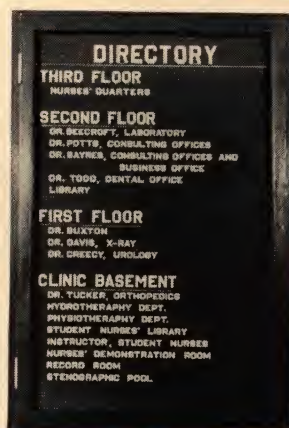 DIRECTORY
THIRD FLOOR
NURSES' QUARTERS
SECOND FLOOR
DR. BEECROFT, LABORATORY
DR. POTTS, CONSULTING OFFICES
DR. SAYRES, CONSULTING OFFICES AND
BUSINESS OFFICE
DR. TODD, DENTAL OFFICE
LIBRARY
FIRST FLOOR
DR. BUXTON
DR. DAVIS, X-RAY
DR. CREECY, UROLOGY
CLINIC BASEMENT
DR. TUCKER, ORTHOPEDICS
HYDROTHERAPHY DEPT.
PHYSIOTHERAPHY DEPT.
STUDENT NURSES' LIBRARY
INSTRUCTOR, STUDENT NURSES
NURSES' DEMONSTRATION ROOM
RECORD ROOM
STENOGRAPHIC POOL